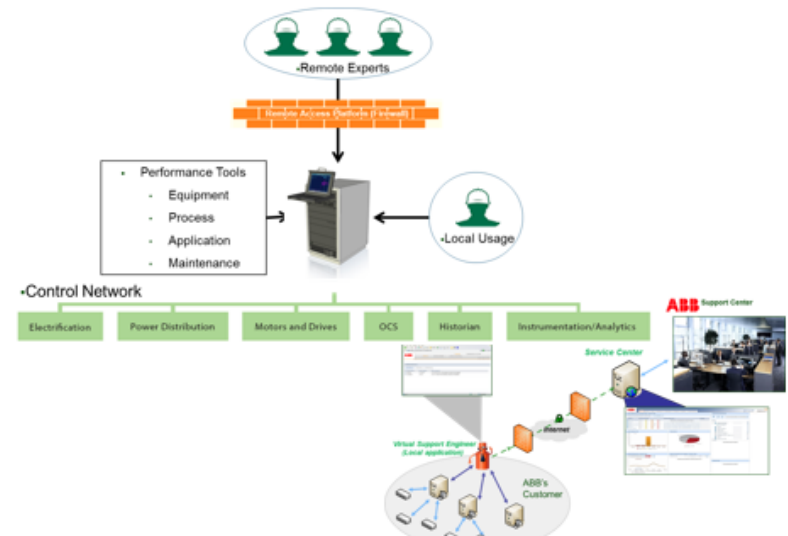 •Remote Experts
Remote Access Platform (Firewall)
• Performance Tools
- Equipment
- Process
- Application
- Maintenance
•Local Usage
•Control Network
Electrification
Power Distribution
Motors and Drives
OCS
Historian
Instrumentation/Analytics
ABB Support Center
Service Center
Internet
Virtual Support Engineer
(Local application)
ABB's
Customer